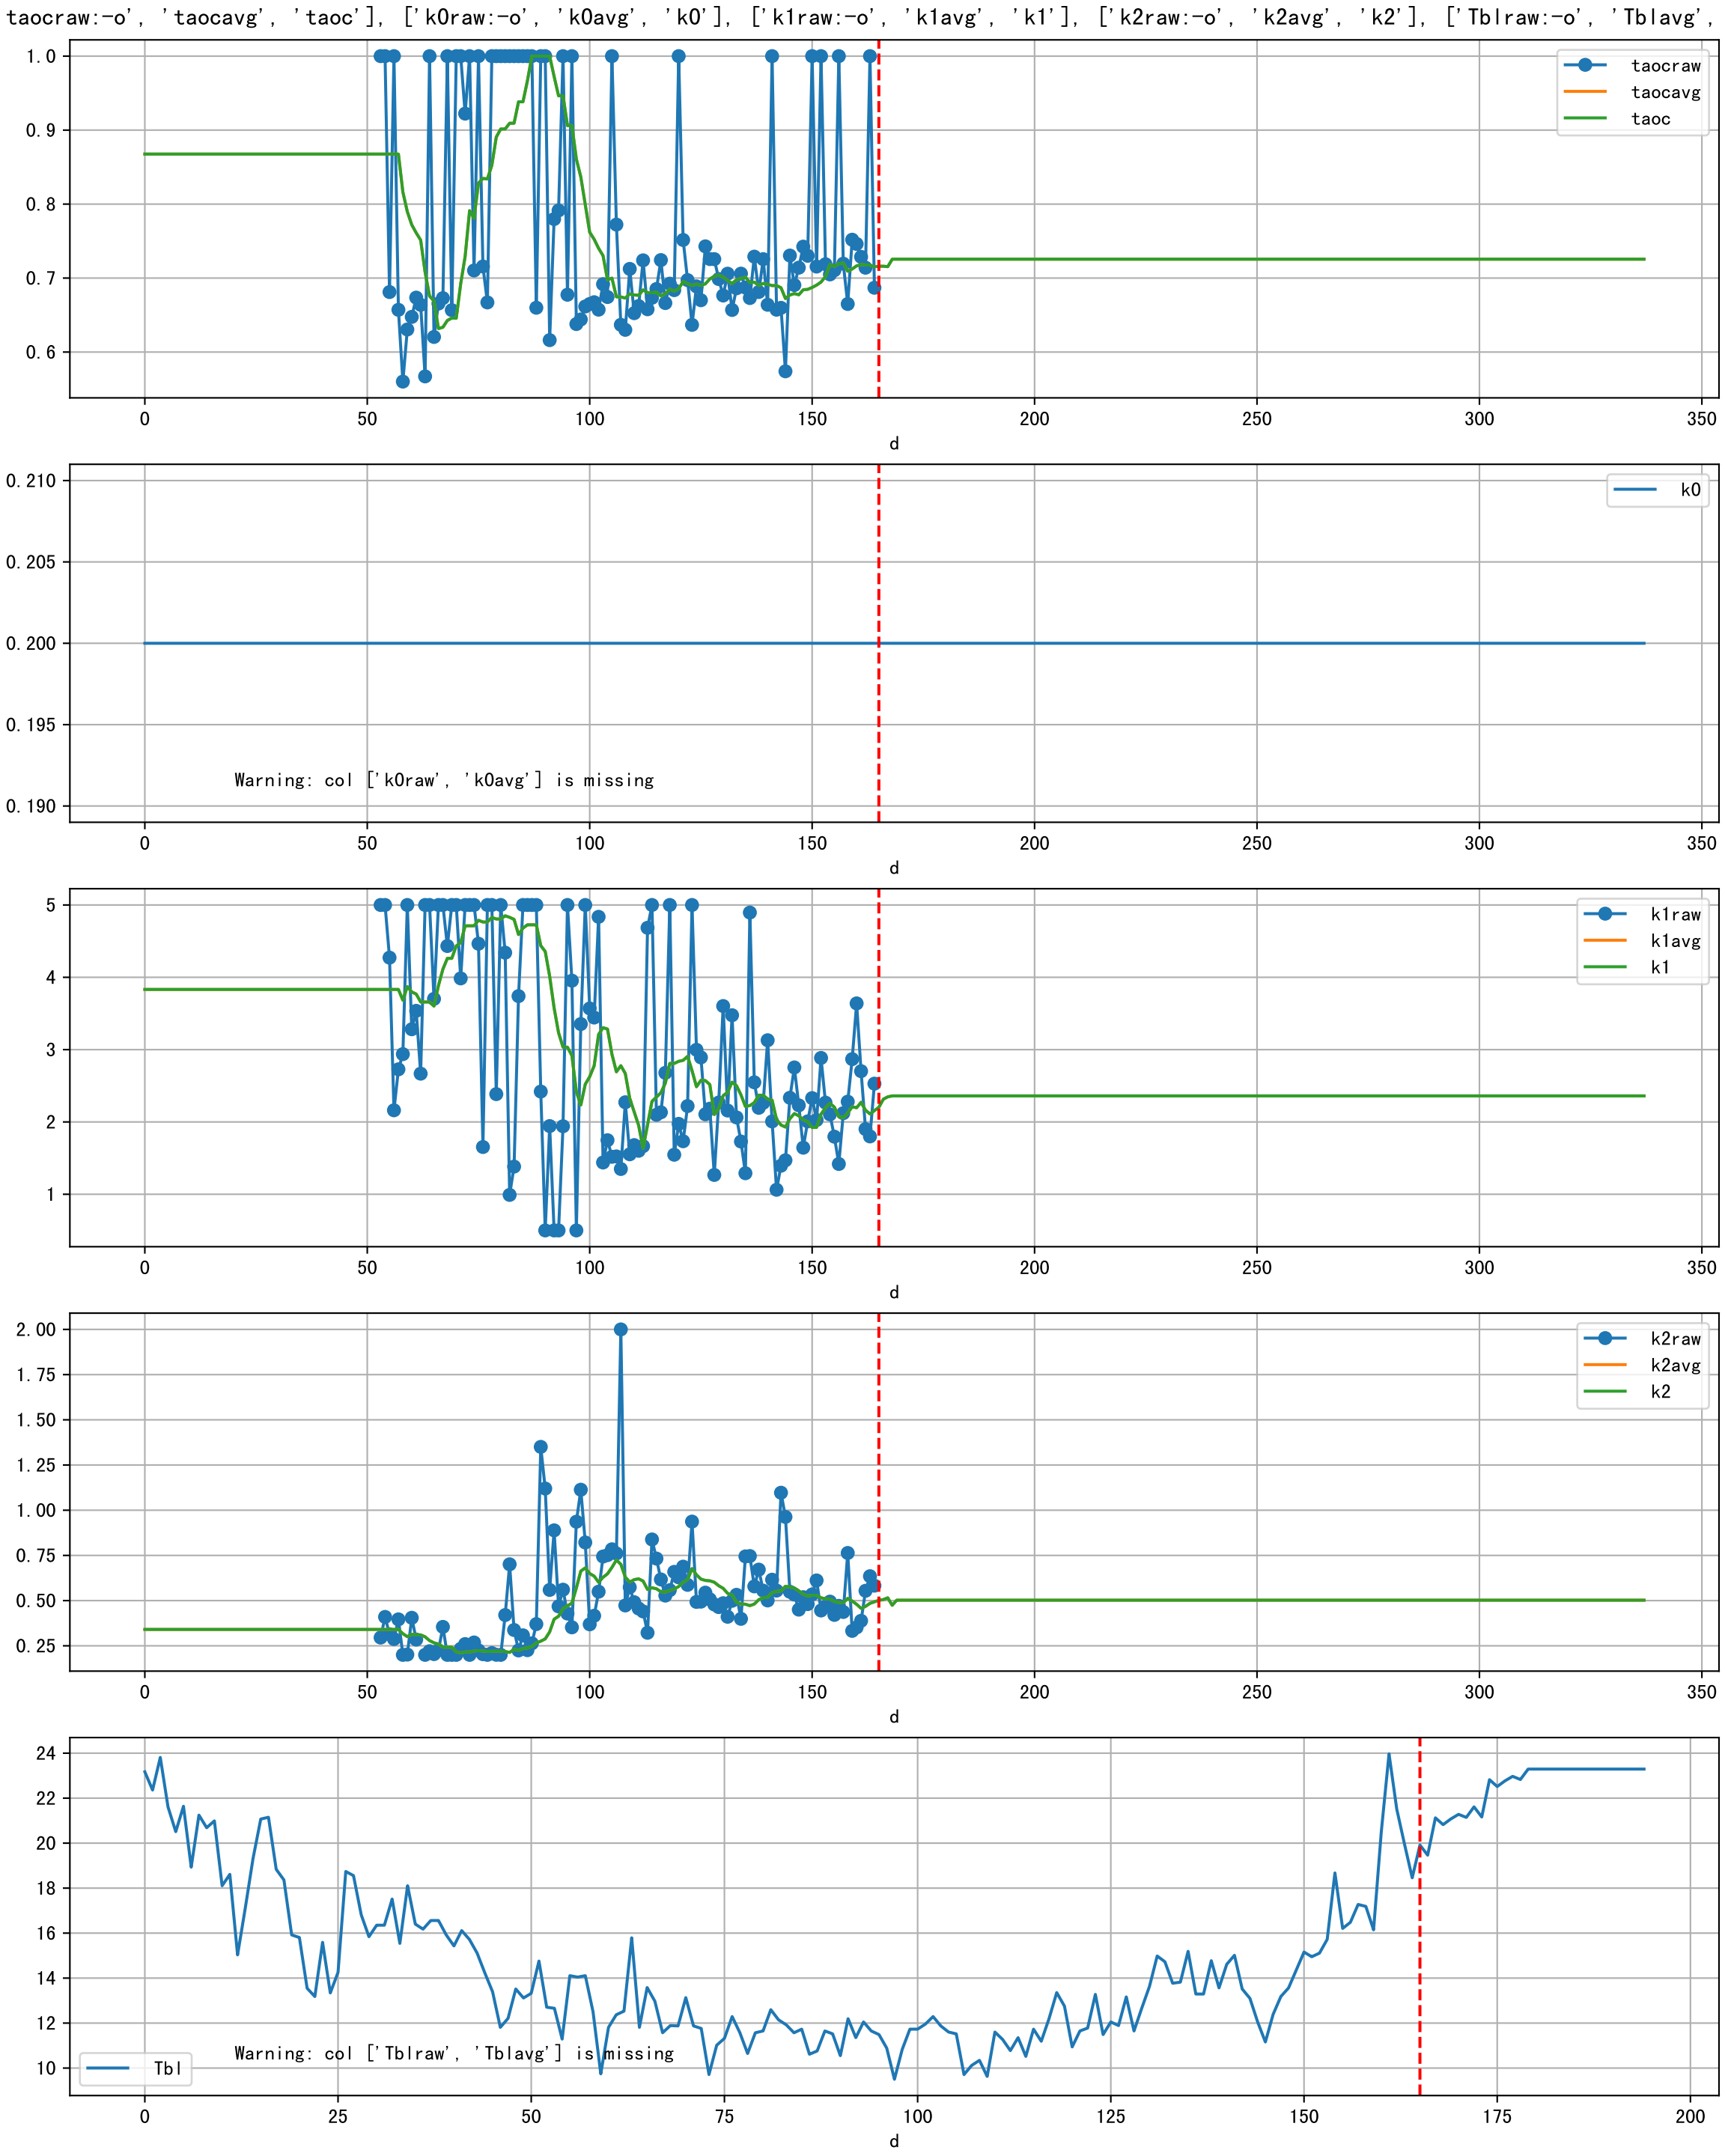 taocraw:-o', 'taocavg', 'taoc'], ['k0raw:-o', 'k0avg', 'k0'], ['k1raw:-o', 'k1avg', 'k1'], ['k2raw:-o', 'k2avg', 'k2'], ['Tblraw:-o', 'Tblavg',
1.0
0.9
0.8
0.7
0.6
taocraw
taocavg
taoc
0 50 100 150 200 250 300 350
d
0.210
0.205
0.200
0.195
0.190
k0
Warning: col ['k0raw', 'k0avg'] is missing
0 50 100 150 200 250 300 350
d
5
4
3
2
1
k1raw
k1avg
k1
0 50 100 150 200 250 300 350
d
2.00
1.75
1.50
1.25
1.00
0.75
0.50
0.25
k2raw
k2avg
k2
0 50 100 150 200 250 300 350
d
24
22
20
18
16
14
12
10
Warning: col ['Tblraw', 'Tblavg'] is missing
Tbl
0 25 50 75 100 125 150 175 200
d